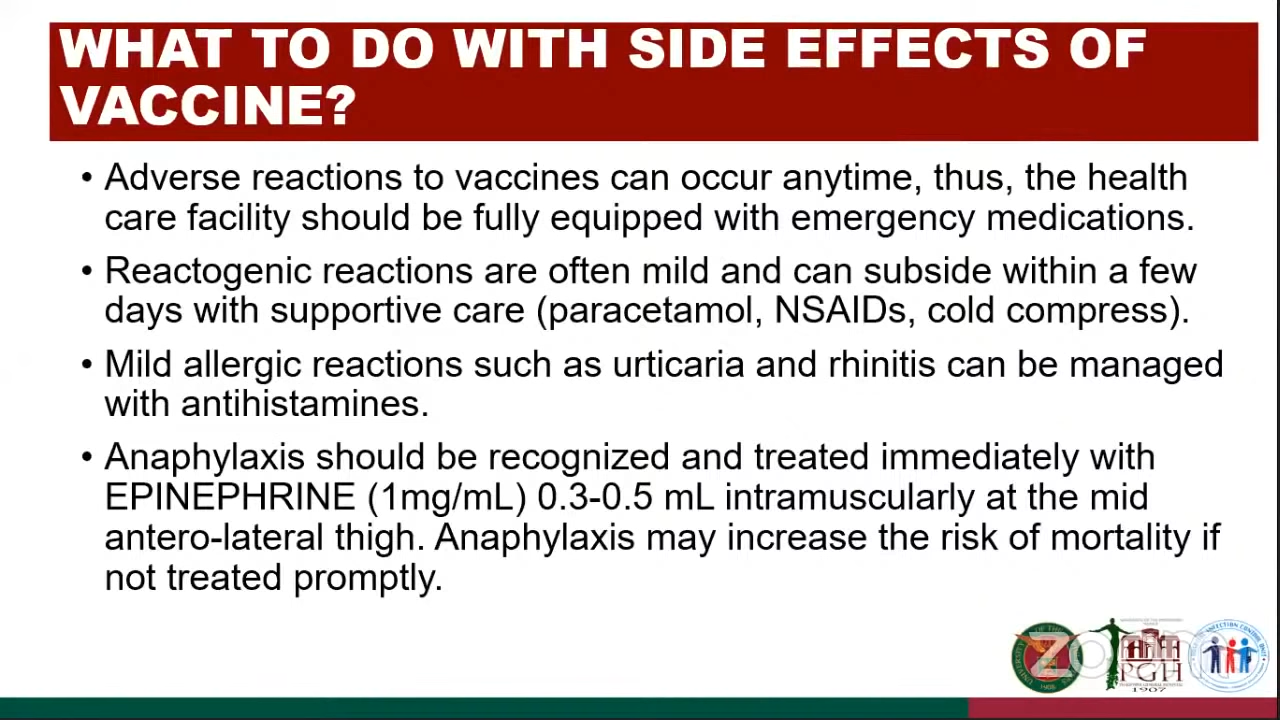 WHAT TO DO WITH SIDE EFFECTS OF
VACCINE?
• Adverse reactions to vaccines can occur anytime, thus, the health
care facility should be fully equipped with emergency medications.
• Reactogenic reactions are often mild and can subside within a few
days with supportive care (paracetamol, NSAIDs, cold compress).
• Mild allergic reactions such as urticaria and rhinitis can be managed
with antihistamines.
• Anaphylaxis should be recognized and treated immediately with
EPINEPHRINE (1mg/mL) 0.3-0.5 mL intramuscularly at the mid
antero-lateral thigh. Anaphylaxis may increase the risk of mortality if
not treated promptly.
zoom
PGH
1907